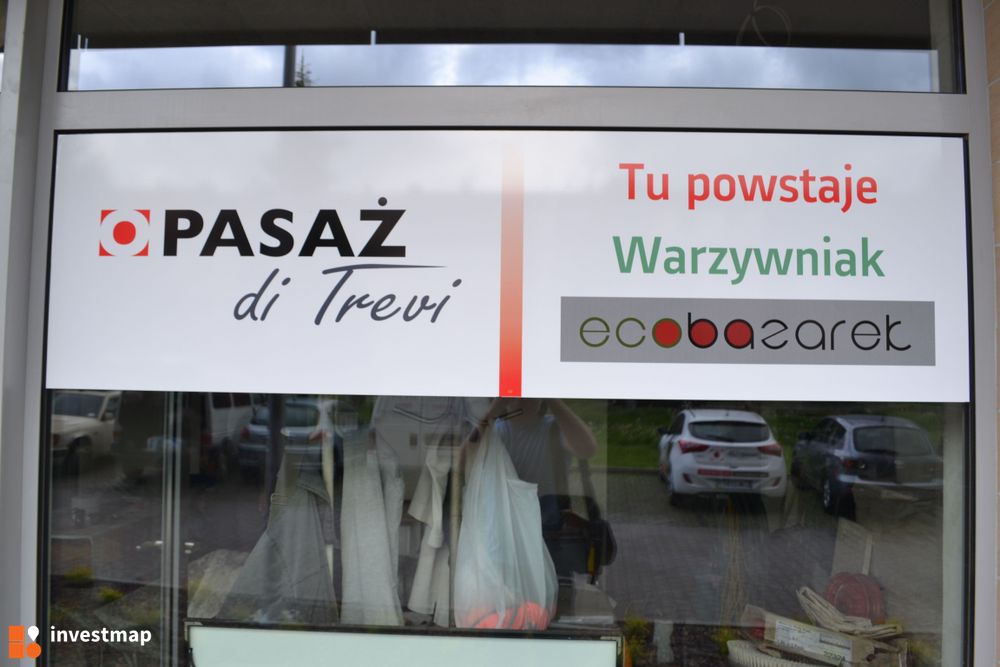 PASAŻ
di Trevi
Tu powstaje
Warzywniak
ecobazarek
investmap